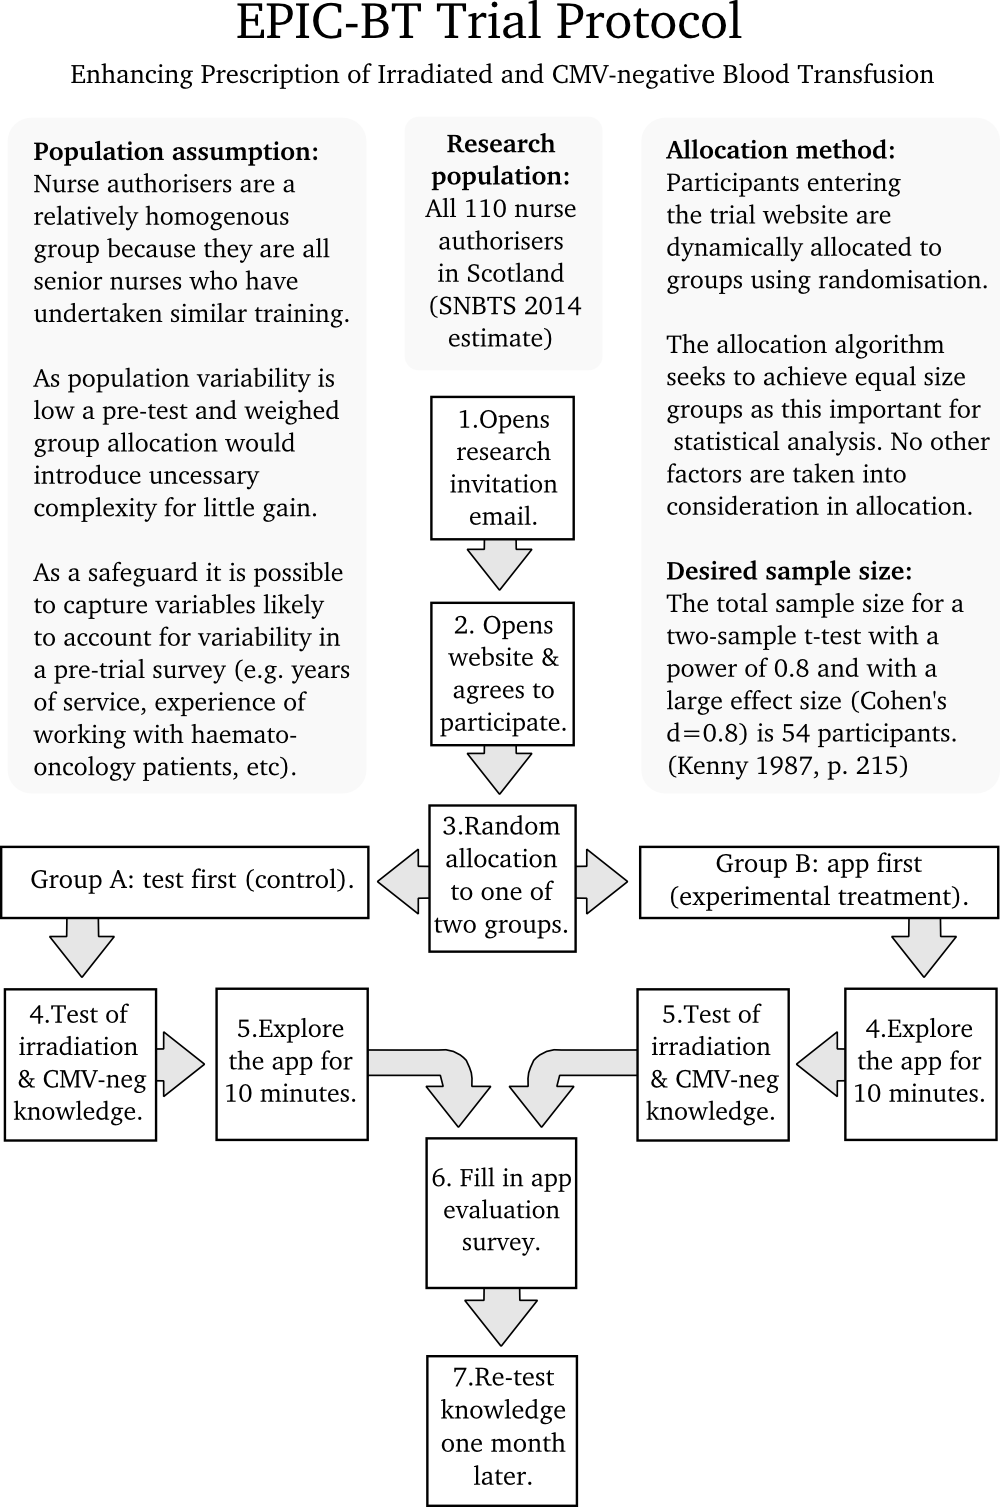 EPIC-BT Trial Protocol
Enhancing Prescription of Irradiated and CMV-negative Blood Transfusion
Population assumption:
Nurse authorisers are a
relatively homogenous
group because they are all
senior nurses who have
undertaken similar training.
As population variability is
low a pre-test and weighed
group allocation would
introduce uncessary
complexity for little gain.
As a safeguard it is possible
to capture variables likely
to account for variability in
a pre-trial survey (e.g. years
of service, experience of
working with haemato-
oncology patients, etc).
Research
population:
All 110 nurse
authorisers
in Scotland
(SNBTS 2014
estimate)
Allocation method:
Participants entering
the trial website are
dynamically allocated to
groups using randomisation.
The allocation algorithm
seeks to achieve equal size
groups as this important for
statistical analysis. No other
factors are taken into
consideration in allocation.
Desired sample size:
The total sample size for a
two-sample t-test with a
power of 0.8 and with a
large effect size (Cohen's
d=0.8) is 54 participants.
(Kenny 1987, p. 215)
1.Opens
research
invitation
email.
2. Opens
website &
agrees to
participate.
3.Random
allocation
to one of
two groups.
Group A: test first (control).
Group B: app first
(experimental treatment).
4.Test of
irradiation
& CMV-neg
knowledge.
5.Explore
the app for
10 minutes.
5.Test of
irradiation
& CMV-neg
knowledge.
4.Explore
the app for
10 minutes.
6. Fill in app
evaluation
survey.
7.Re-test
knowledge
one month
later.